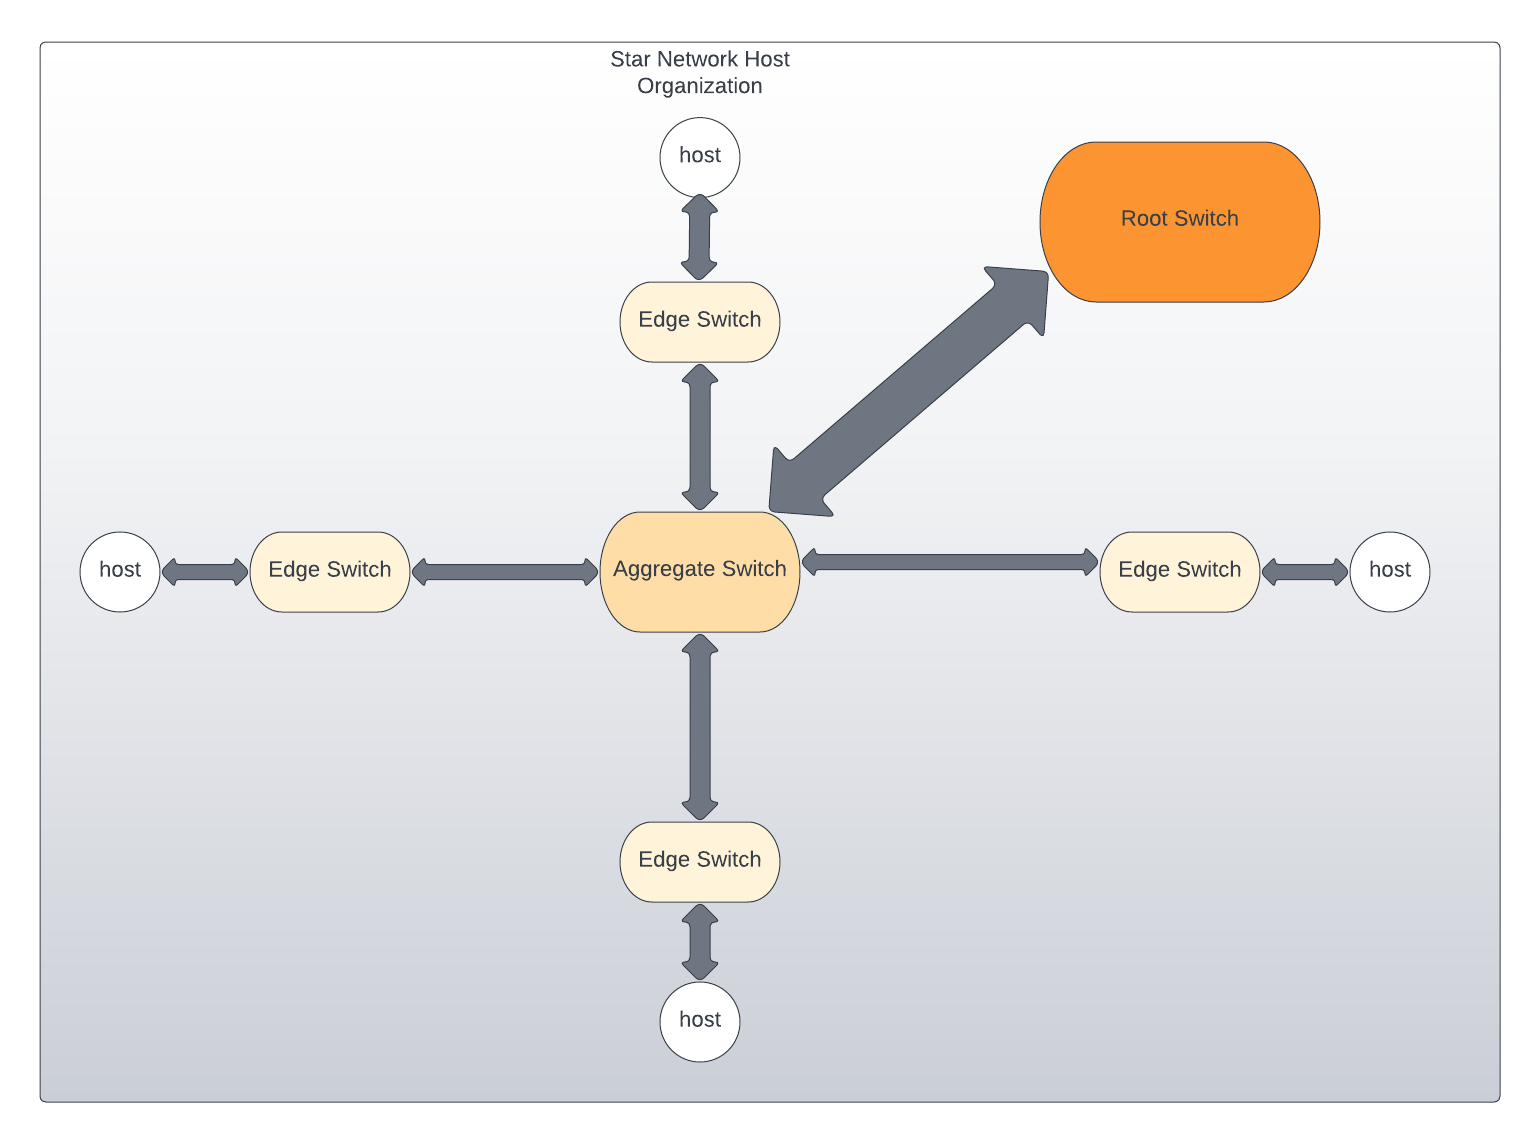 Star Network Host
Organization
host
Root Switch
Edge Switch
host
Edge Switch
Aggregate Switch
Edge Switch
host
Edge Switch
host